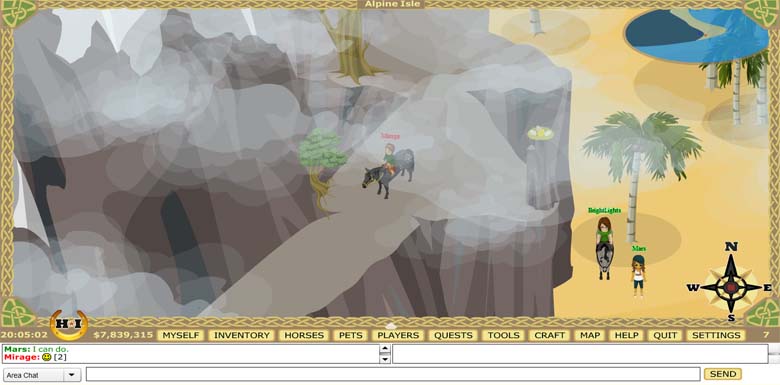 Alpine Isle
Mirage
BrightLights
Mars
N
W
E
S
H I
20:05:02
$7,839,315
MYSELF
INVENTORY
HORSES
PETS
PLAYERS
QUESTS
TOOLS
CRAFT
MAP
HELP
QUIT
SETTINGS
7
Mars: I can do.
Mirage: [2]
Area Chat
SEND